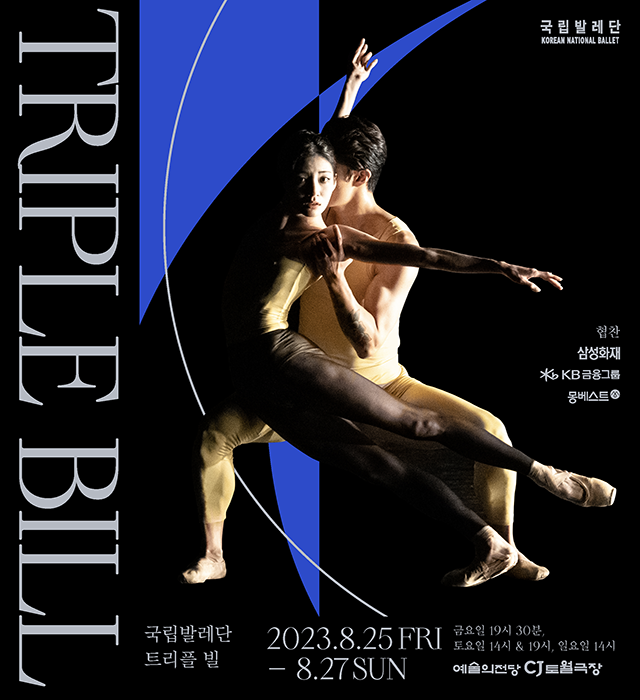 TRIPLE BILL
국립발레단
KOREAN NATIONAL BALLET
협찬
삼성화재
KB금융그룹
몽베스트
국립발레단
트리플 빌
2023.8.25 FRI
– 8.27 SUN
금요일 19시 30분,
토요일 14시 & 19시, 일요일 14시
예술의전당 CJ토월극장